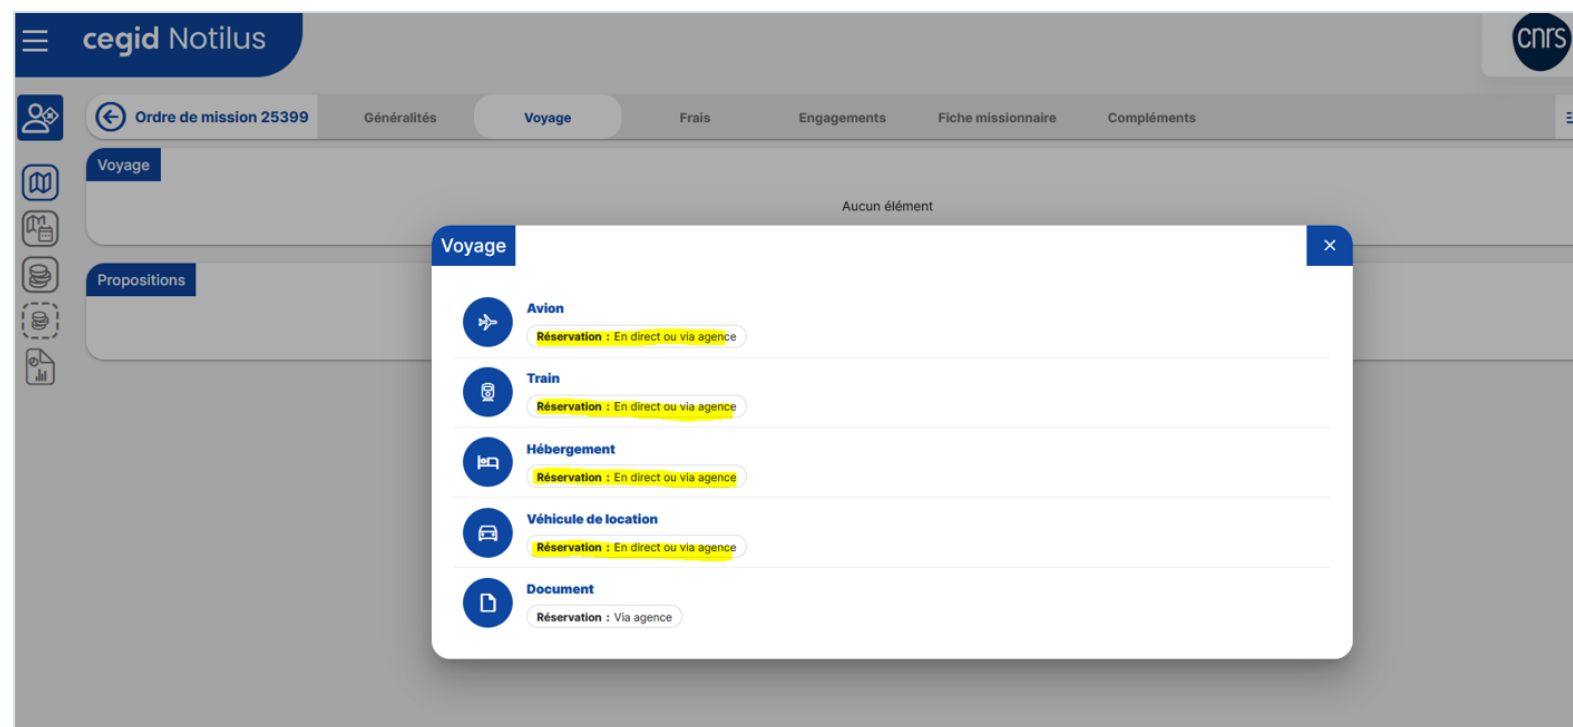 cegid Notilus
cnrs
Ordre de mission 25399
Généralités
Voyage
Frais
Engagements
Fiche missionnaire
Compléments
Voyage
Aucun élément
Propositions
Voyage
Avion
Réservation : En direct ou via agence
Train
Réservation : En direct ou via agence
Hébergement
Réservation : En direct ou via agence
Véhicule de location
Réservation : En direct ou via agence
Document
Réservation : Via agence